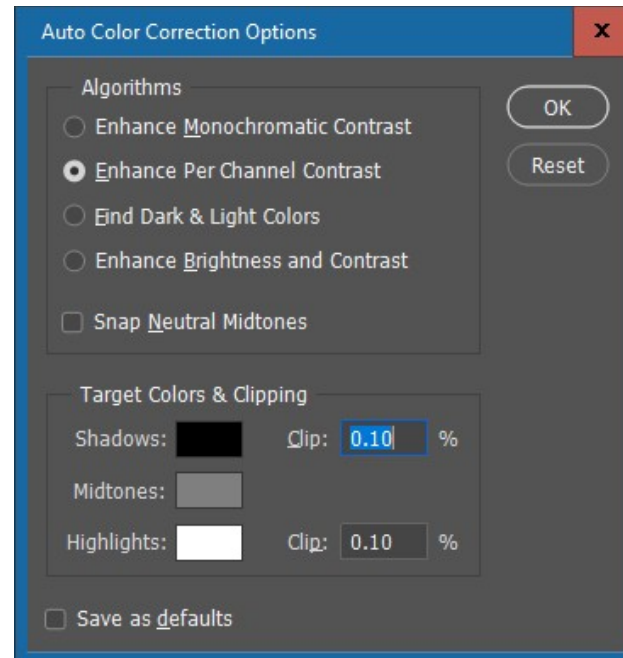 Auto Color Correction Options
x
Algorithms
Enhance Monochromatic Contrast
OK
Enhance Per Channel Contrast
Reset
Find Dark & Light Colors
Enhance Brightness and Contrast
Snap Neutral Midtones
Target Colors & Clipping
Shadows: Clip: 0.10 %
Midtones:
Highlights: Clip: 0.10 %
Save as defaults